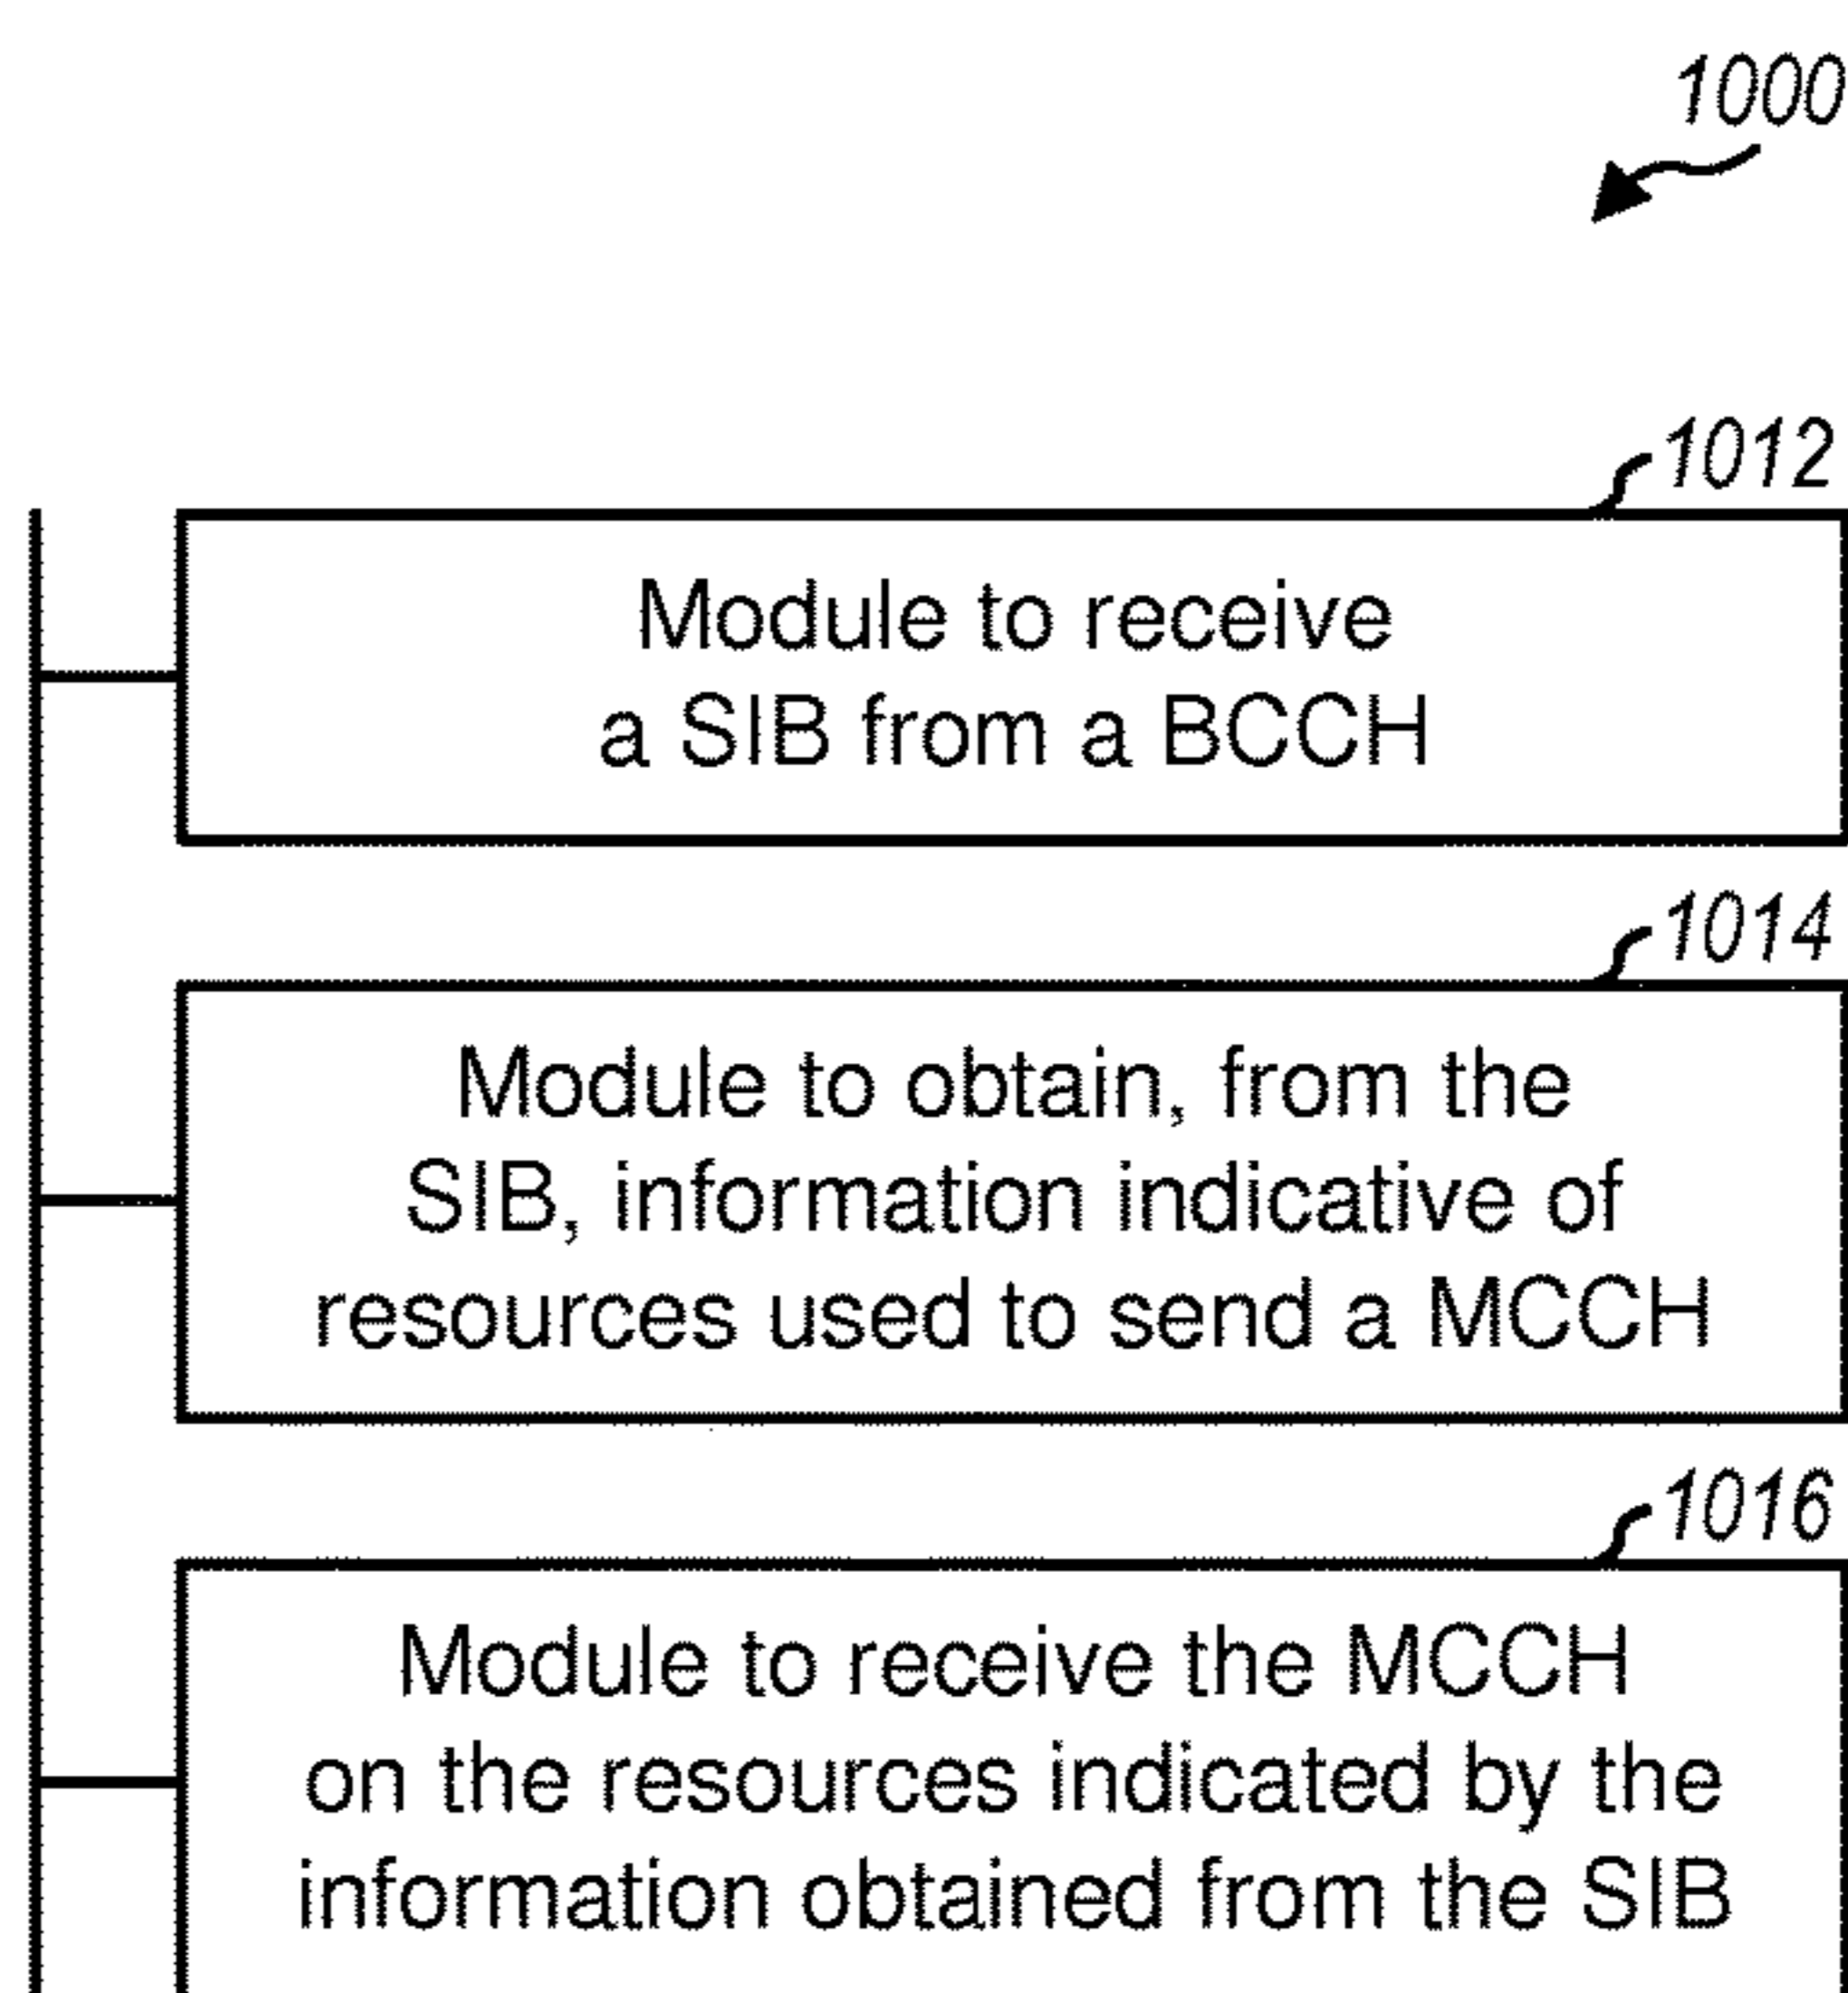 1000
1012
Module to receive
a SIB from a BCCH
1014
Module to obtain, from the
SIB, information indicative of
resources used to send a MCCH
1016
Module to receive the MCCH
on the resources indicated by the
information obtained from the SIB